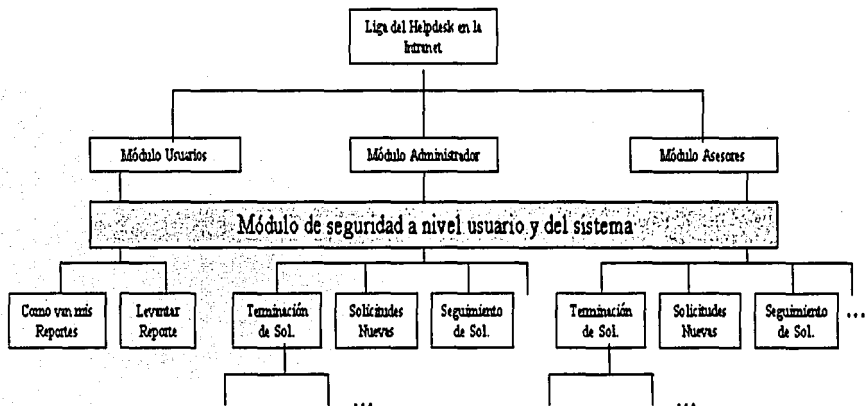 Liga del Helpdesk en la
Intranet
Módulo Usuarios
Módulo Administrador
Módulo Asesores
Módulo de seguridad a nivel usuario y del sistema
Como van mis
Reportes
Levantar
Reporte
Terminación
de Sol.
Solicitudes
Nuevas
Seguimiento
de Sol.
Terminación
de Sol.
Solicitudes
Nuevas
Seguimiento
de Sol.
...
...
...